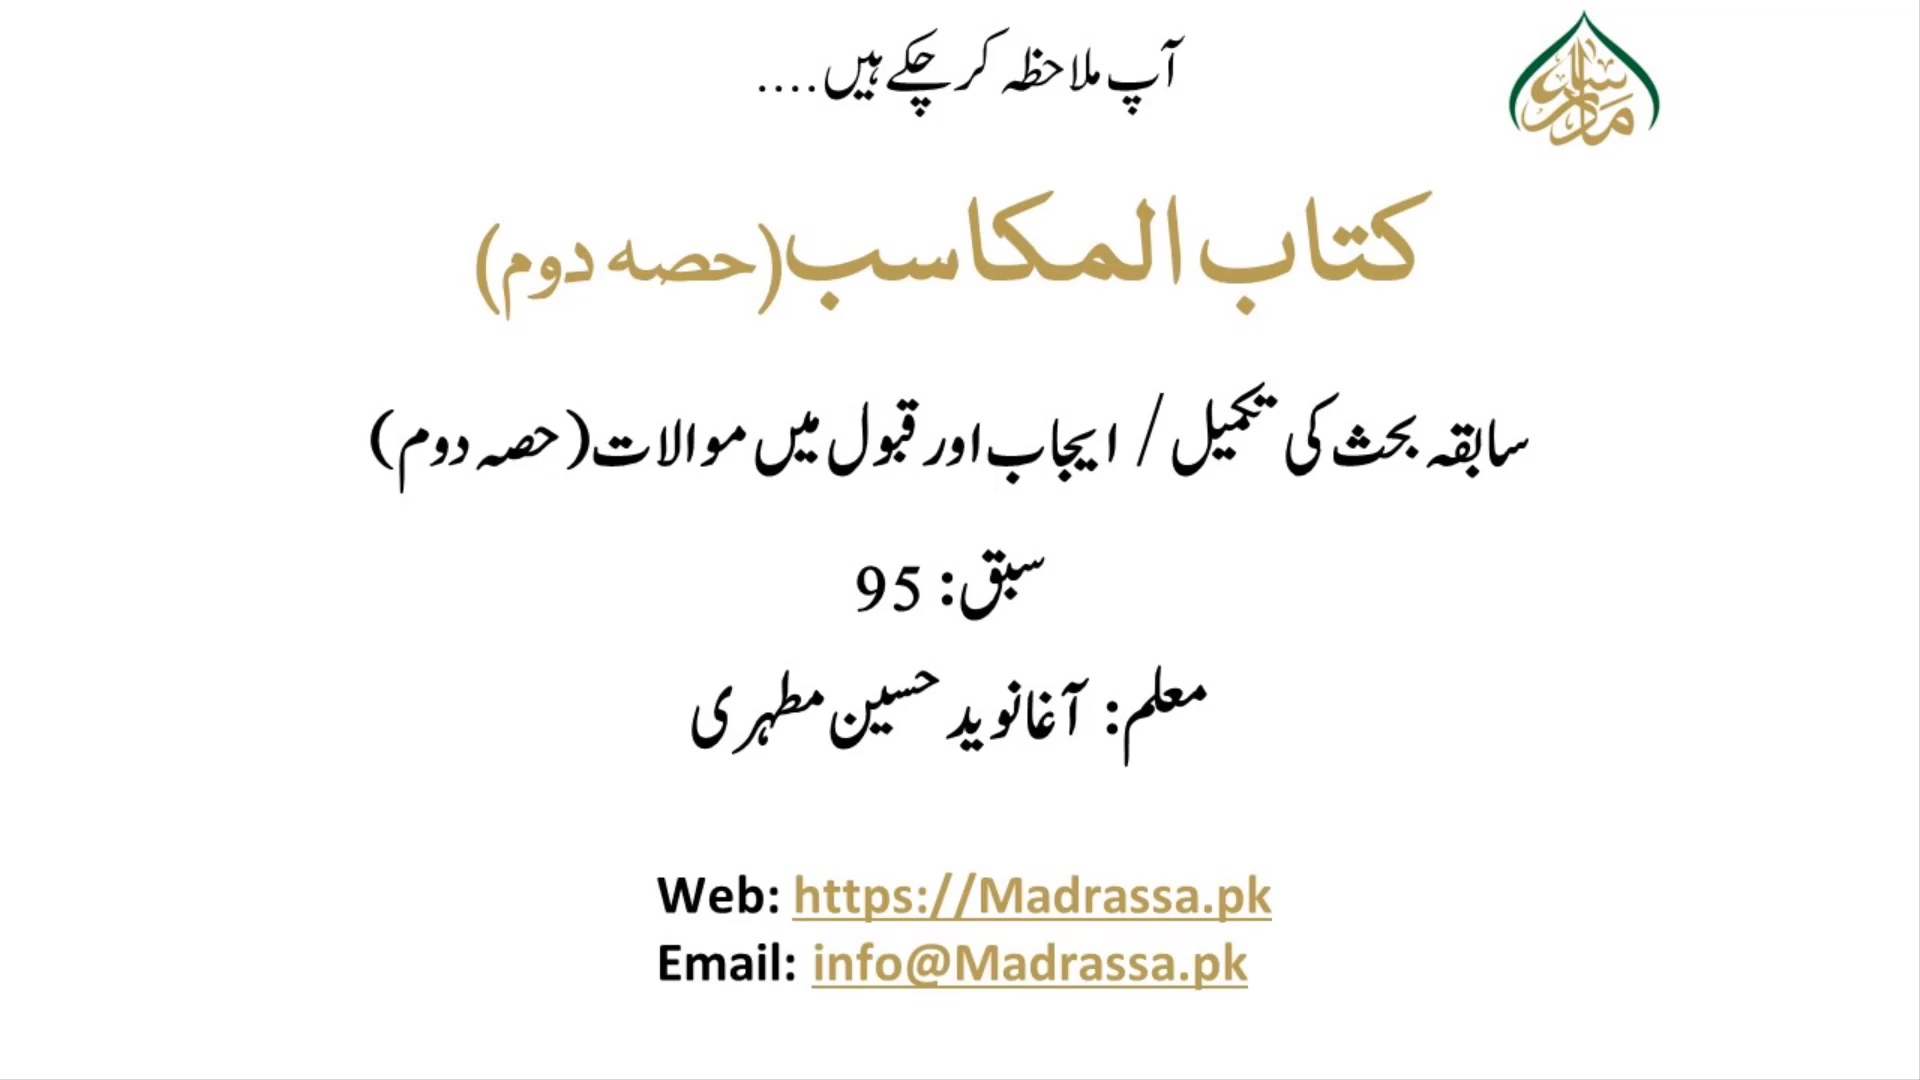 آپ ملاحظہ کر چکے ہیں....
مدرسہ
کتاب المکاسب(حصہ دوم)
سابقہ بحث کی تکمیل / ایجاب اور قبول میں موالات(حصہ دوم)
سبق: 95
معلم: آغا نوید حسین مطہری
Web: https://Madrassa.pk
Email: info@Madrassa.pk